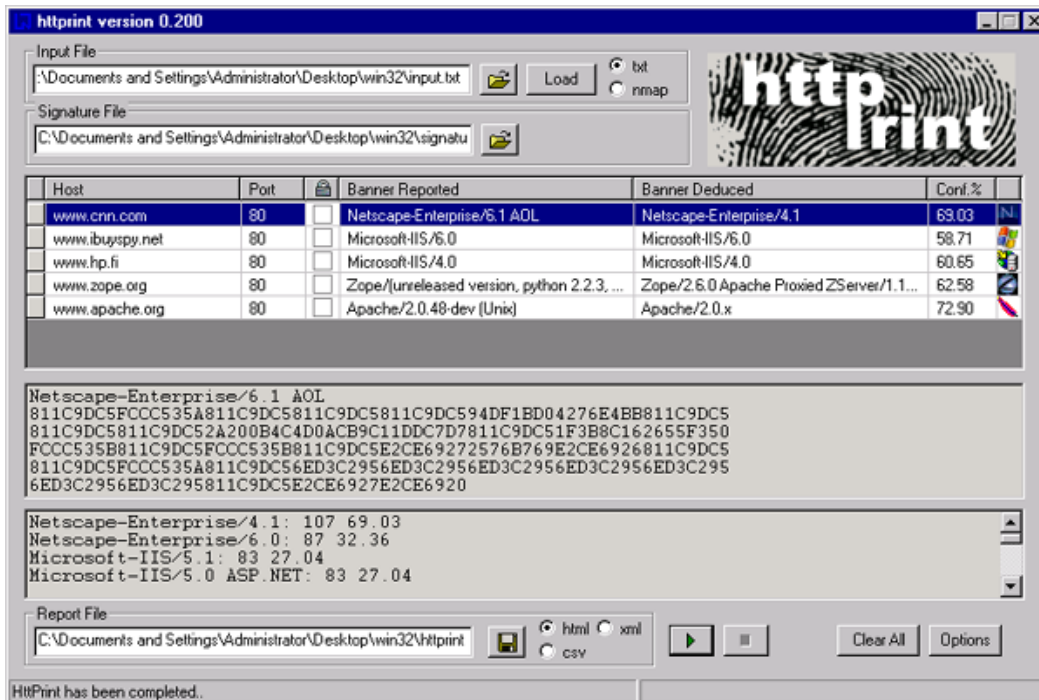 httprint version 0.200
Input File
:\Documents and Settings\Administrator\Desktop\win32\input.txt
Load
txt
nmap
http
print
Signature File
C:\Documents and Settings\Administrator\Desktop\win32\signatu
Host Port Banner Reported Banner Deduced Conf.%
www.cnn.com 80 Netscape-Enterprise/6.1 AOL Netscape-Enterprise/4.1 69.03
www.ibuyspy.net 80 Microsoft-IIS/6.0 Microsoft-IIS/6.0 58.71
www.hp.fi 80 Microsoft-IIS/4.0 Microsoft-IIS/4.0 60.65
www.zope.org 80 Zope/(unreleased version, python 2.2.3, ... Zope/2.6.0 Apache Proxied ZServer/1.1... 62.58
www.apache.org 80 Apache/2.0.48-dev (Unix) Apache/2.0.x 72.90
Netscape-Enterprise/6.1 AOL
811C9DC5FCCC535A811C9DC5811C9DC5811C9DC594DF1BD04276E4BB811C9DC5
811C9DC5811C9DC52A200B4C4D0ACB9C11DDC7D7811C9DC51F3B8C162655F350
FCCC535B811C9DC5FCCC535B811C9DC5E2CE69272576B769E2CE6926811C9DC5
811C9DC5FCCC535A811C9DC56ED3C2956ED3C2956ED3C2956ED3C2956ED3C295
6ED3C2956ED3C295811C9DC5E2CE6927E2CE6920
Netscape-Enterprise/4.1: 107 69.03
Netscape-Enterprise/6.0: 87 32.36
Microsoft-IIS/5.1: 83 27.04
Microsoft-IIS/5.0 ASP.NET: 83 27.04
Report File
C:\Documents and Settings\Administrator\Desktop\win32\httprint
html xml
csv
Clear All Options
HttPrint has been completed..